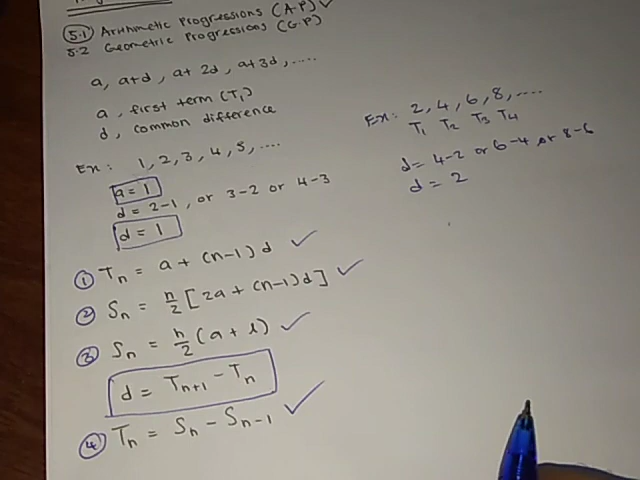 5.1 Arithmetic Progressions (A.P) ✓
5.2 Geometric Progressions (G.P)
a, a+d, a+2d, a+3d, .....
a, first term (T₁)
d, common difference
Ex: 1, 2, 3, 4, 5, ....
a = 1
d = 2-1, or 3-2 or 4-3
d = 1
① Tn = a + (n-1)d ✓
② Sn = n/2 [2a + (n-1)d] ✓
③ Sn = n/2 (a + l) ✓
d = Tn+1 - Tn
④ Tn = Sn - Sn-1 ✓
Ex: 2, 4, 6, 8, ....
T₁ T₂ T₃ T₄
d = 4-2 or 6-4 or 8-6
d = 2